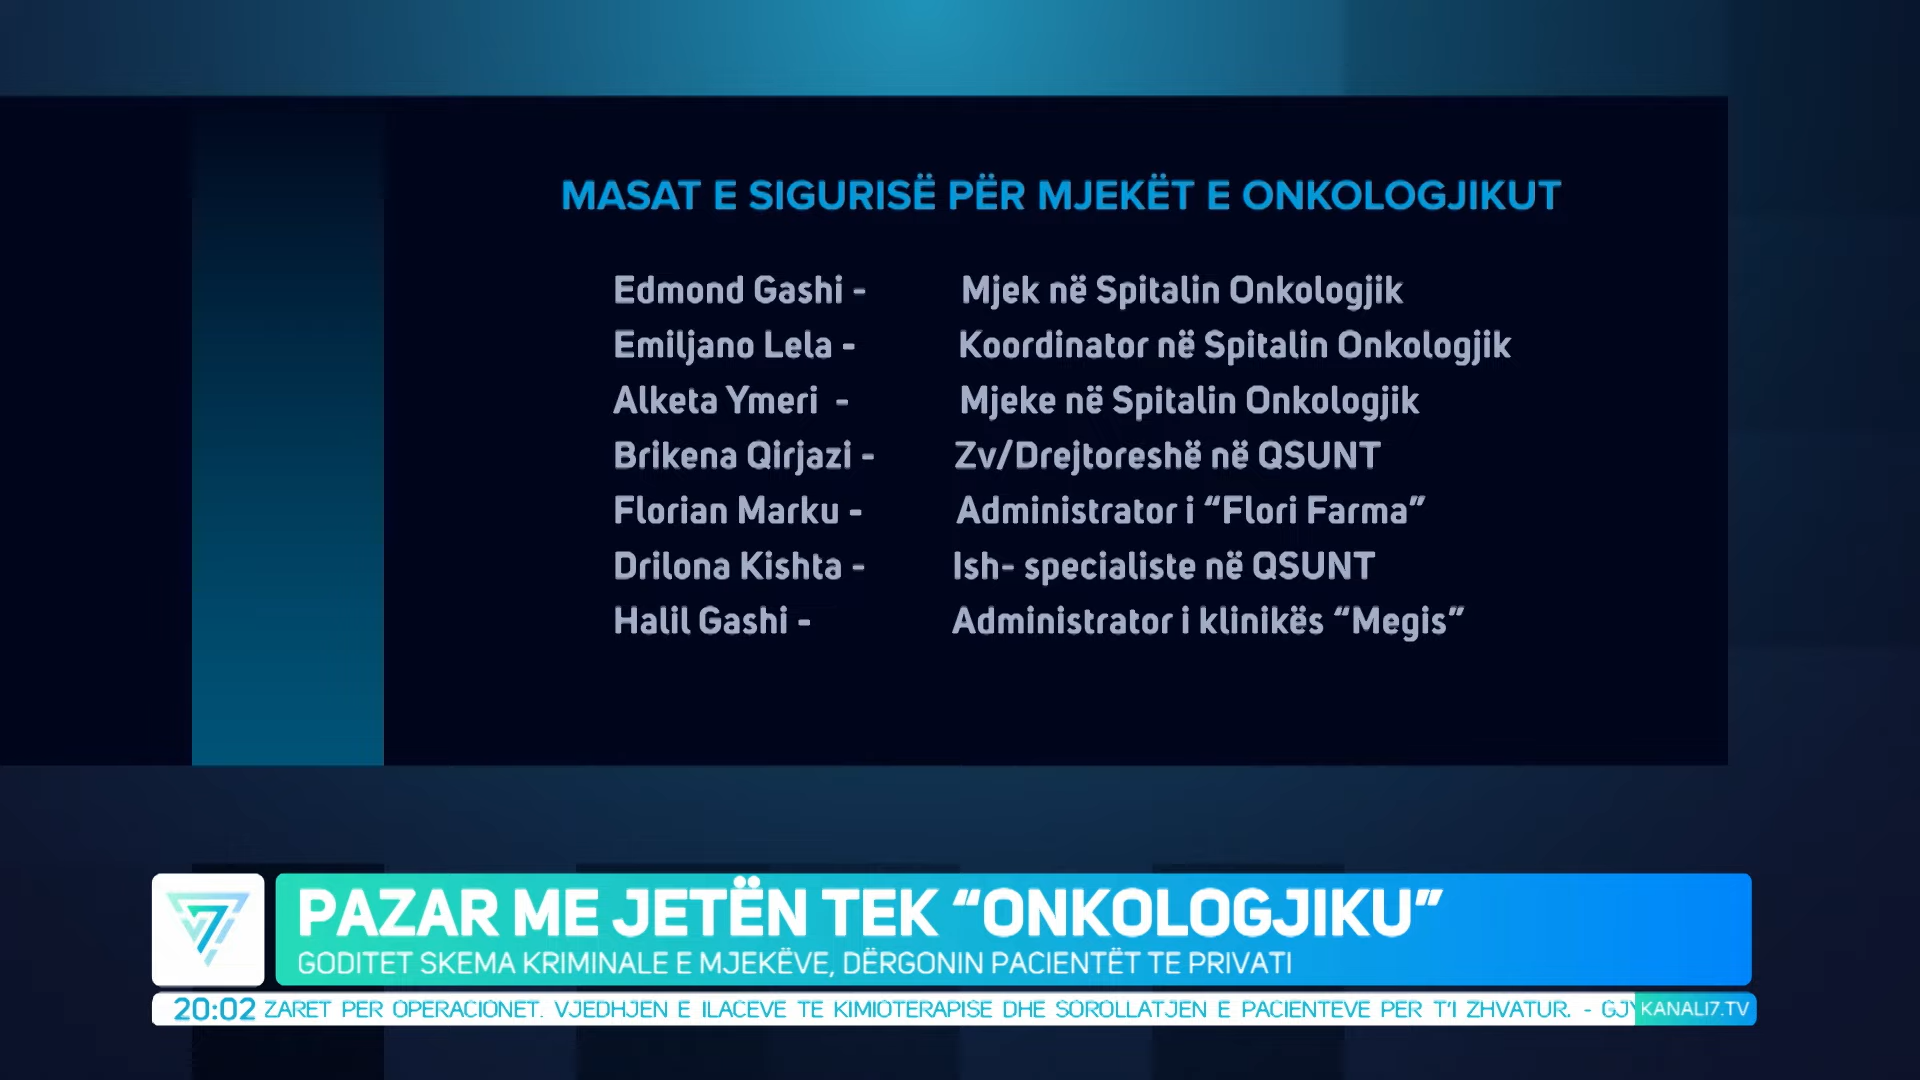 MASAT E SIGURISË PËR MJEKËT E ONKOLOGJIKUT
Edmond Gashi - Mjek në Spitalin Onkologjik
Emiljano Lela - Koordinator në Spitalin Onkologjik
Alketa Ymeri - Mjeke në Spitalin Onkologjik
Brikena Qirjazi - Zv/Drejtoreshë në QSUNT
Florian Marku - Administrator i “Flori Farma”
Drilona Kishta - Ish- specialiste në QSUNT
Halil Gashi - Administrator i klinikës “Megis”
PAZAR ME JETËN TEK “ONKOLOGJIKU”
GODITET SKEMA KRIMINALE E MJEKËVE, DËRGONIN PACIENTËT TE PRIVATI
20:02 ZARET PER OPERACIONET. VJEDHJEN E ILACEVE TE KIMIOTERAPISE DHE SOROLLATJEN E PACIENTEVE PER T'I ZHVATUR. - GJY KANALI7.TV